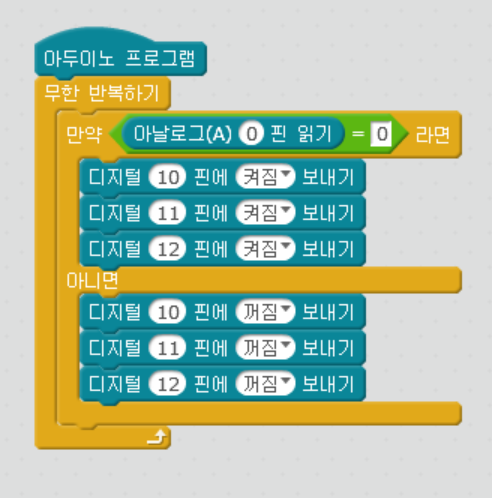 아두이노 프로그램
무한 반복하기
만약 아날로그(A) 0 핀 읽기 = 0 라면
디지털 10 핀에 켜짐 보내기
디지털 11 핀에 켜짐 보내기
디지털 12 핀에 켜짐 보내기
아니면
디지털 10 핀에 꺼짐 보내기
디지털 11 핀에 꺼짐 보내기
디지털 12 핀에 꺼짐 보내기